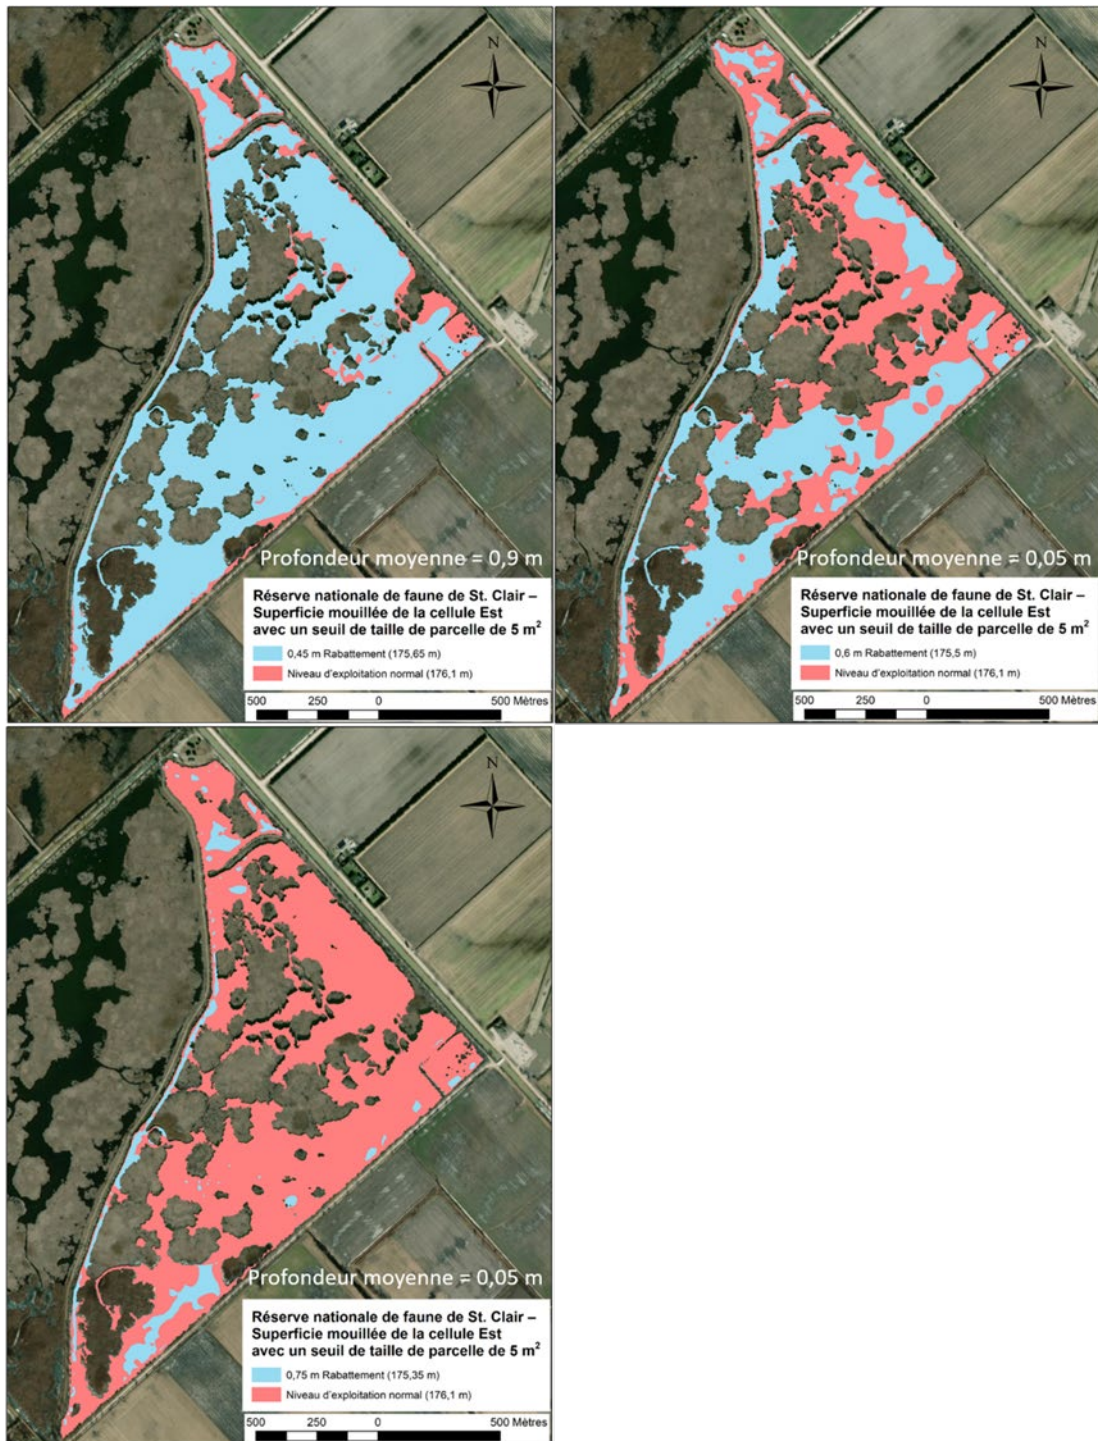 N
Profondeur moyenne = 0,9 m
Réserve nationale de faune de St. Clair –
Superficie mouillée de la cellule Est
avec un seuil de taille de parcelle de 5 m²
0,45 m Rabattement (175,65 m)
Niveau d'exploitation normal (176,1 m)
500 250 0 500 Mètres
N
Profondeur moyenne = 0,05 m
Réserve nationale de faune de St. Clair –
Superficie mouillée de la cellule Est
avec un seuil de taille de parcelle de 5 m²
0,6 m Rabattement (175,5 m)
Niveau d'exploitation normal (176,1 m)
500 250 0 500 Mètres
N
Profondeur moyenne = 0,05 m
Réserve nationale de faune de St. Clair –
Superficie mouillée de la cellule Est
avec un seuil de taille de parcelle de 5 m²
0,75 m Rabattement (175,35 m)
Niveau d'exploitation normal (176,1 m)
500 250 0 500 Mètres